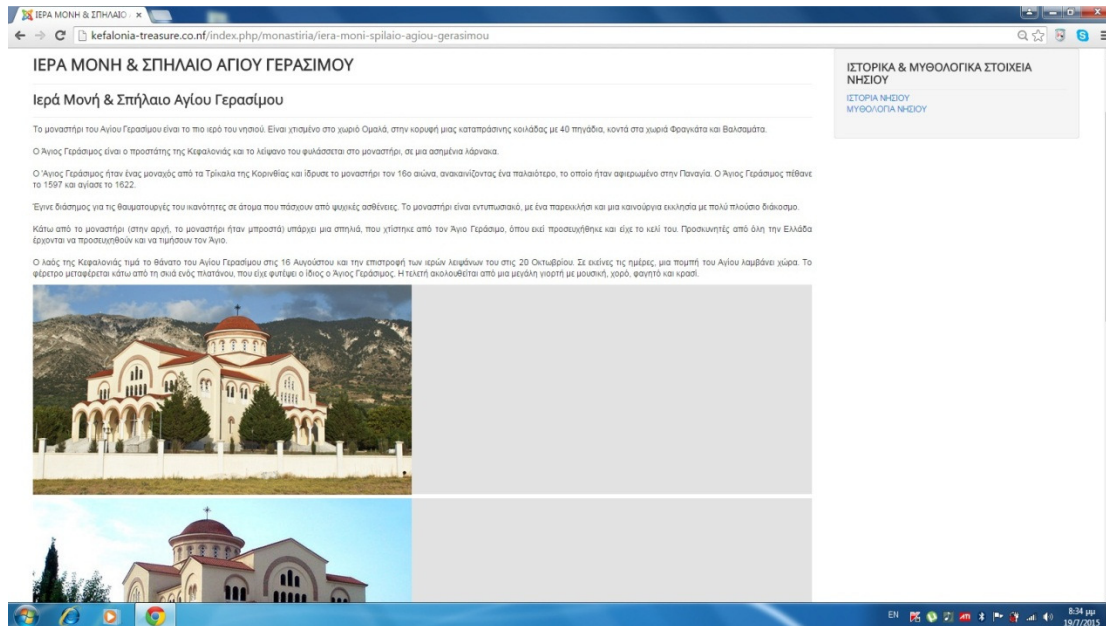 ΙΕΡΑ ΜΟΝΗ & ΣΠΗΛΑΙΟ
kefalonia-treasure.co.nf/index.php/monastiria/iera-moni-spilaio-agiou-gerasimou
ΙΕΡΑ ΜΟΝΗ & ΣΠΗΛΑΙΟ ΑΓΙΟΥ ΓΕΡΑΣΙΜΟΥ
Ιερά Μονή & Σπήλαιο Αγίου Γερασίμου
Το μοναστήρι του Αγίου Γερασίμου είναι το πιο ιερό του νησιού. Είναι χτισμένο στο χωριό Ομαλά, στην κορυφή μιας καταπράσινης κοιλάδας με 40 πηγάδια, κοντά στα χωριά Φραγκάτα και Βαλσαμάτα.
Ο Άγιος Γεράσιμος είναι ο προστάτης της Κεφαλονιάς και το λείψανο του φυλάσσεται στο μοναστήρι, σε μια ασημένια λάρνακα.
Ο 'Αγιος Γεράσιμος ήταν ένας μοναχός από τα Τρίκαλα της Κορινθίας και ίδρυσε το μοναστήρι τον 16ο αιώνα, ανακαινίζοντας ένα παλαιότερο, το οποίο ήταν αφιερωμένο στην Παναγία. Ο Άγιος Γεράσιμος πέθανε
το 1597 και αγίασε το 1622.
Έγινε διάσημος για τις θαυματουργές του ικανότητες σε άτομα που πάσχουν από ψυχικές ασθένειες. Το μοναστήρι είναι εντυπωσιακό, με ένα παρεκκλήσι και μια καινούργια εκκλησία με πολύ πλούσιο διάκοσμο.
Κάτω από το μοναστήρι (στην αρχή, το μοναστήρι ήταν μπροστά) υπάρχει μια σπηλιά, που χτίστηκε από τον Άγιο Γεράσιμο, όπου εκεί προσευχήθηκε και είχε το κελί του. Προσκυνητές από όλη την Ελλάδα
έρχονται να προσευχηθούν και να τιμήσουν τον Άγιο.
Ο λαός της Κεφαλονιάς τιμά το θάνατο του Αγίου Γερασίμου στις 16 Αυγούστου και την επιστροφή των ιερών λειψάνων του στις 20 Οκτωβρίου. Σε εκείνες τις ημέρες, μια πομπή του Αγίου λαμβάνει χώρα. Το
φέρετρο μεταφέρεται κάτω από τη σκιά ενός πλατάνου, που είχε φυτέψει ο ίδιος ο Άγιος Γεράσιμος. Η τελετή ακολουθείται από μια μεγάλη γιορτή με μουσική, χορό, φαγητό και κρασί.
ΙΣΤΟΡΙΚΑ & ΜΥΘΟΛΟΓΙΚΑ ΣΤΟΙΧΕΙΑ
ΝΗΣΙΟΥ
ΙΣΤΟΡΙΑ ΝΗΣΙΟΥ
ΜΥΘΟΛΟΓΙΑ ΝΗΣΙΟΥ
EN
8:34 μμ
19/7/2015